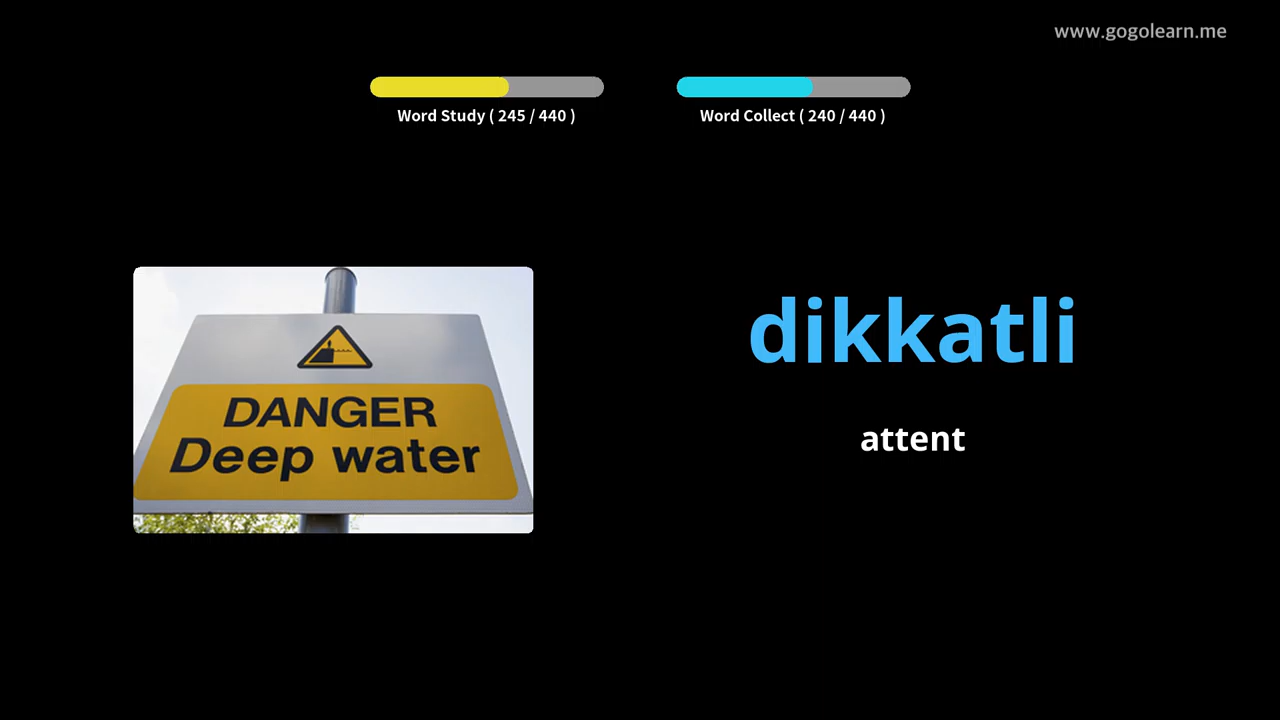 www.gogolearn.me
Word Study ( 245 / 440 )
Word Collect ( 240 / 440 )
DANGER
Deep water
dikkatli
attent